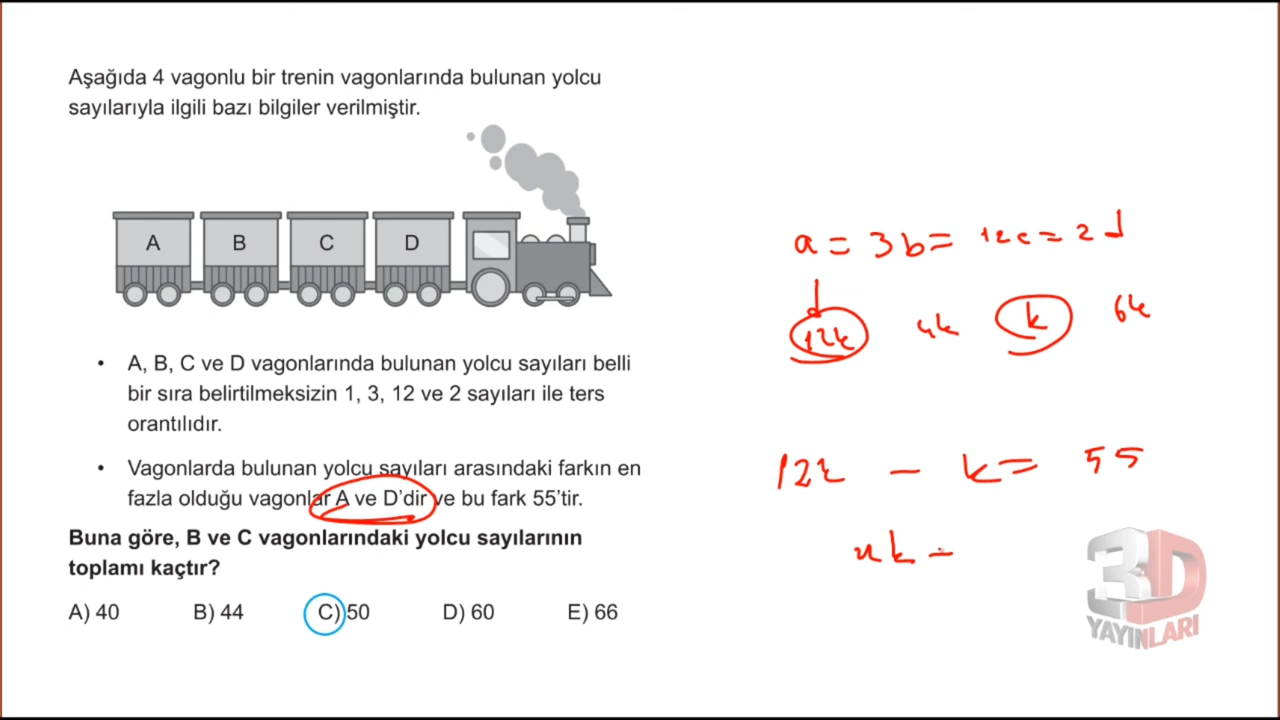 Aşağıda 4 vagonlu bir trenin vagonlarında bulunan yolcu
sayılarıyla ilgili bazı bilgiler verilmiştir.
A B C D
• A, B, C ve D vagonlarında bulunan yolcu sayıları belli
bir sıra belirtilmeksizin 1, 3, 12 ve 2 sayıları ile ters
orantılıdır.
• Vagonlarda bulunan yolcu sayıları arasındaki farkın en
fazla olduğu vagonlar A ve D'dir ve bu fark 55'tir.
Buna göre, B ve C vagonlarındaki yolcu sayılarının
toplamı kaçtır?
A) 40 B) 44 C) 50 D) 60 E) 66
a = 3b = 12c = 2d
d
12k 4k k 6k
12k - k = 55
11k =
3D
YAYINLARI